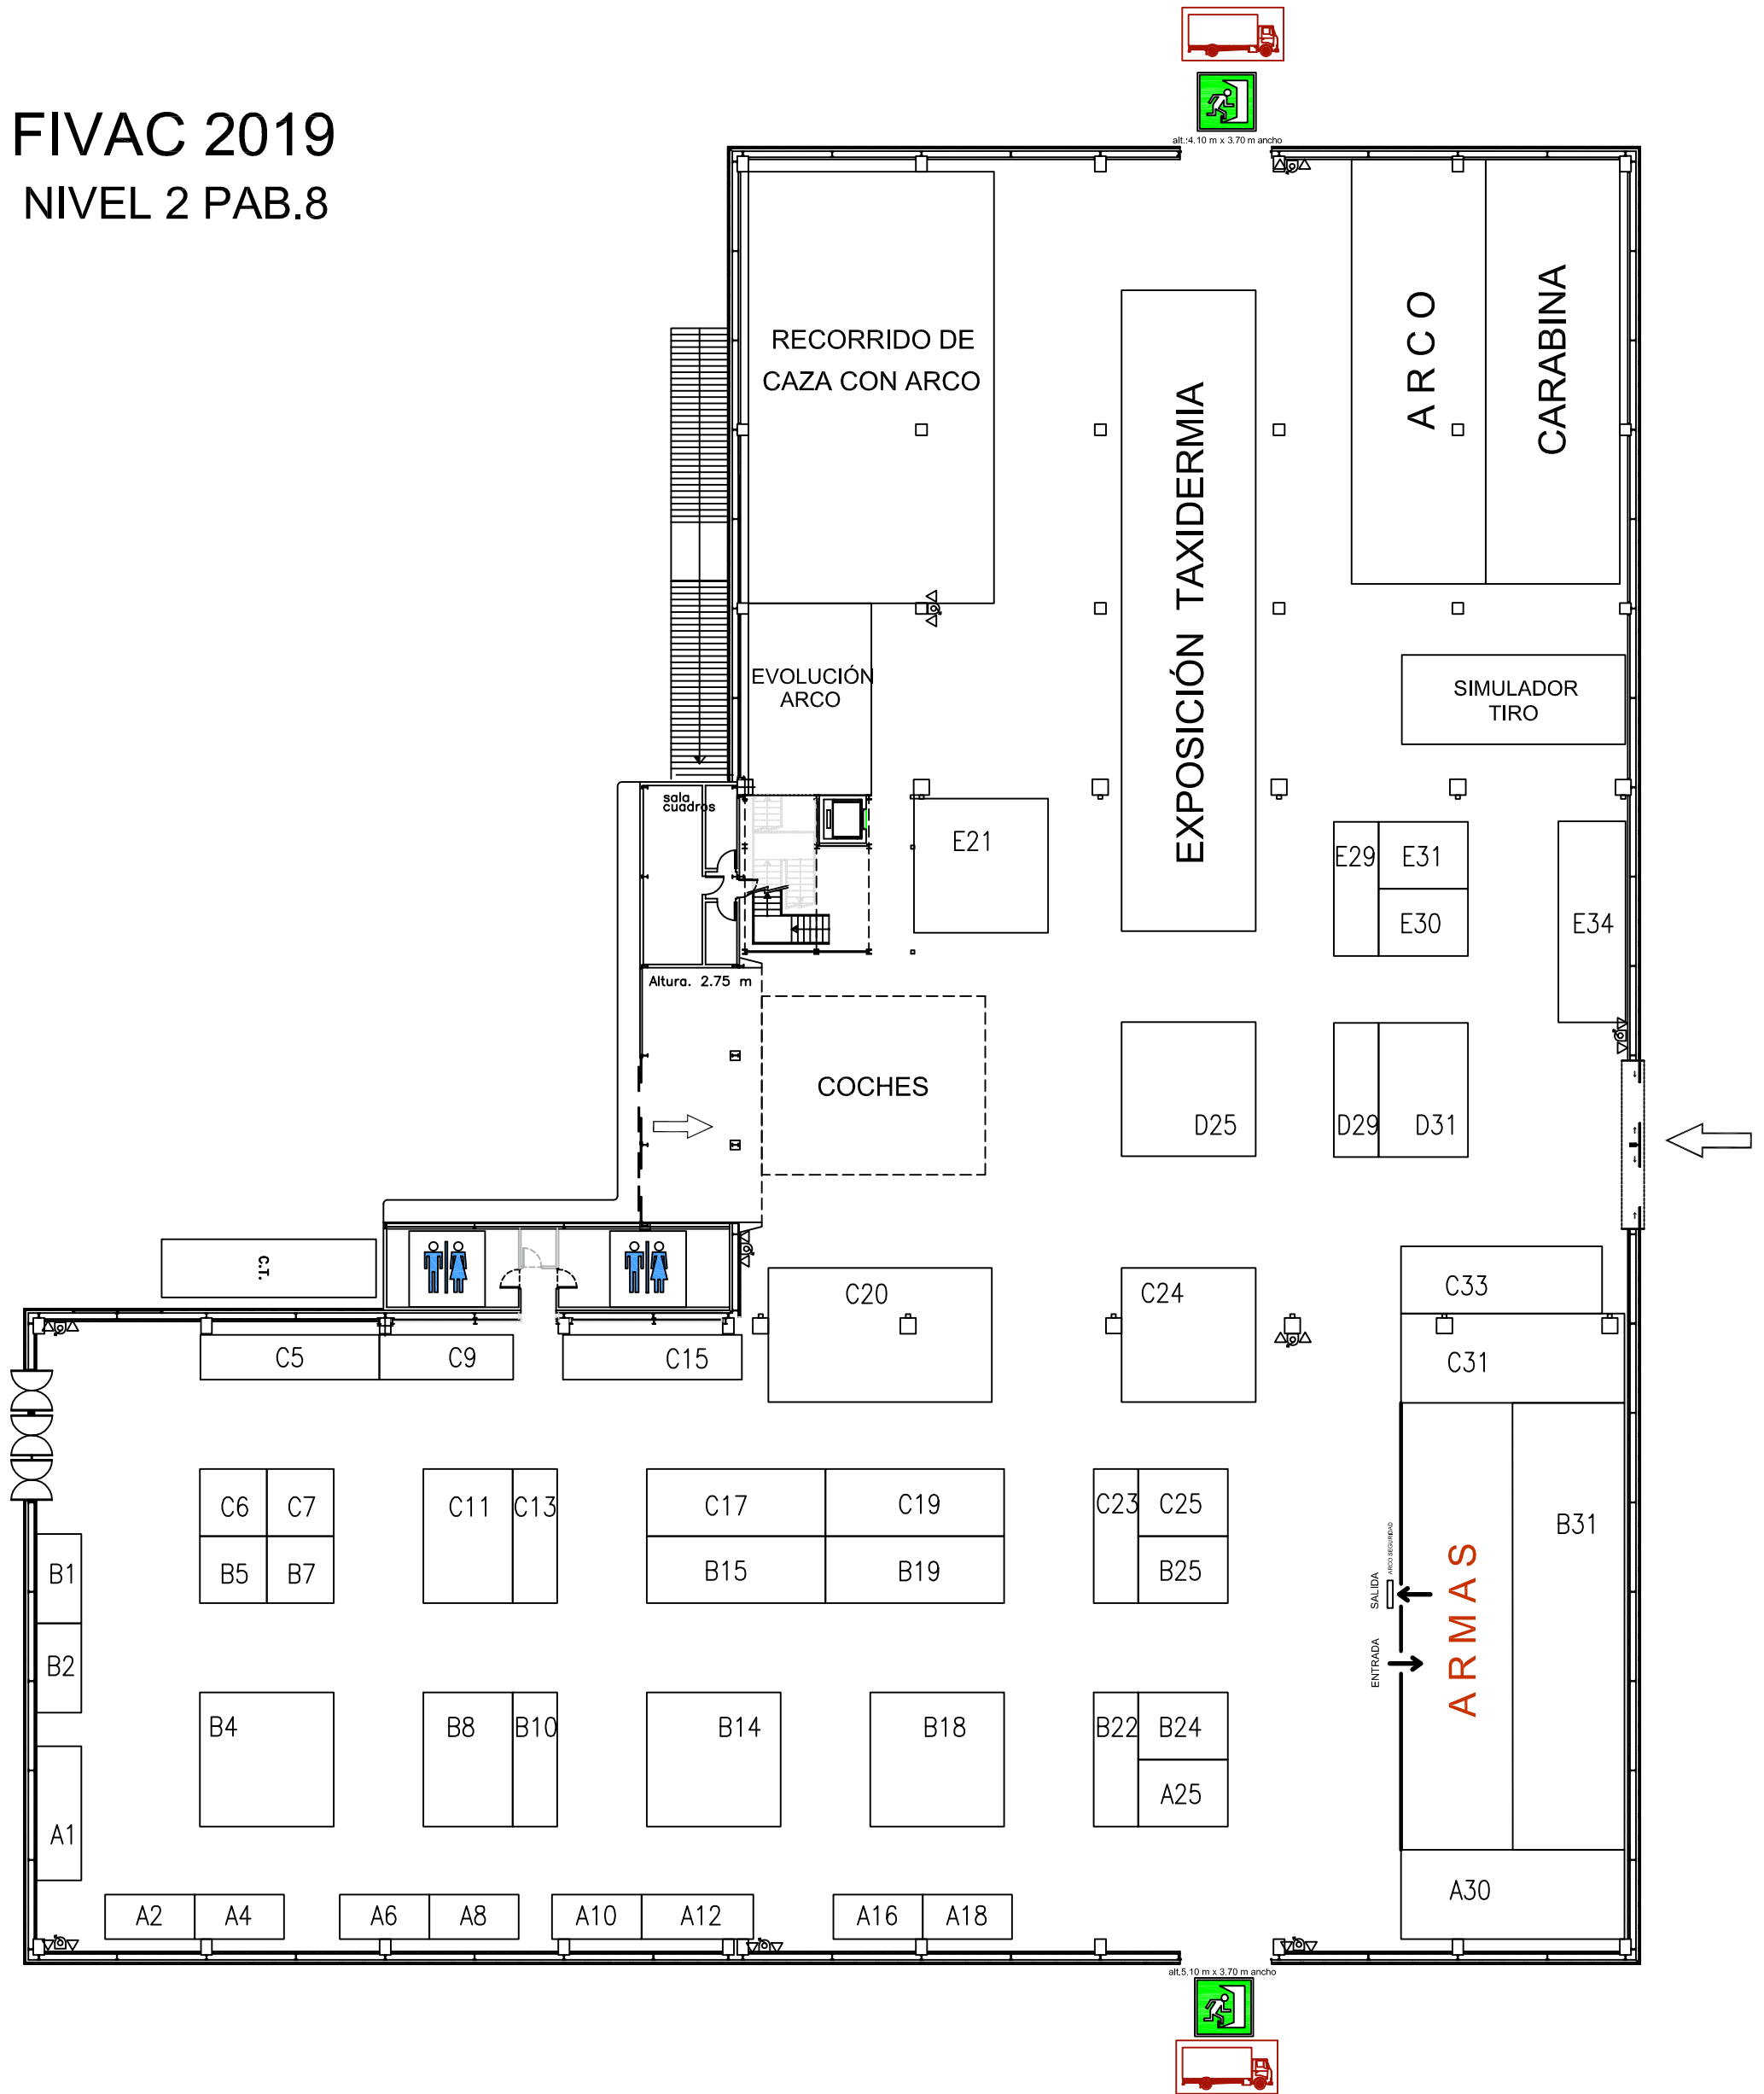 FIVAC 2019
NIVEL 2 PAB.8
alt.:4.10 m x 3.70 m ancho
RECORRIDO DE
CAZA CON ARCO
EXPOSICIÓN TAXIDERMIA
ARCO
CARABINA
EVOLUCIÓN
ARCO
SIMULADOR
TIRO
sala
cuadros
E21
E29
E31
E30
E34
Altura. 2.75 m
COCHES
D25
D29
D31
C.T.
C20
C24
C33
C5
C9
C15
C31
C6
C7
C11
C13
C17
C19
C23
C25
B1
B5
B7
B15
B19
B25
B31
ARCO SEGURIDAD
SALIDA
ENTRADA
ARMAS
B2
B4
B8
B10
B14
B18
B22
B24
A25
A1
A2
A4
A6
A8
A10
A12
A16
A18
A30
alt.5.10 m x 3.70 m ancho